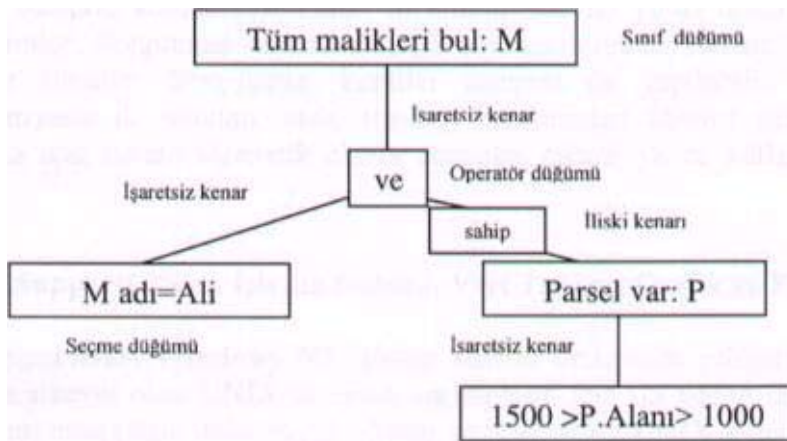 Tüm malikleri bul: M
Sınıf düğümü
İsaretsiz kenar
ve
Operatör düğümü
İşaretsiz kenar
sahip
İliski kenarı
M adı=Ali
Parsel var: P
Seçme düğümü
İsaretsiz kenar
1500 >P.Alanı> 1000